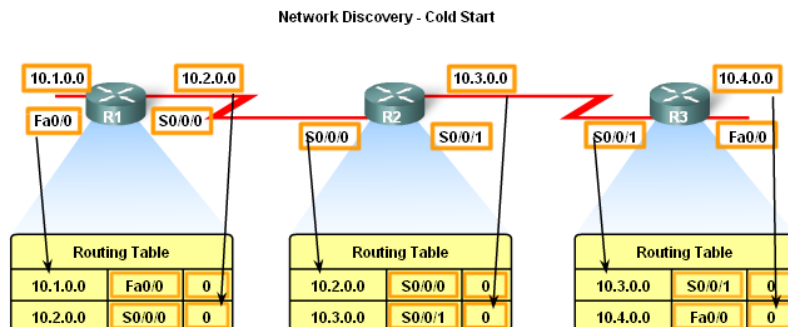 Network Discovery - Cold Start
10.1.0.0 10.2.0.0 10.3.0.0 10.4.0.0
R1 R2 R3
Fa0/0 S0/0/0 S0/0/0 S0/0/1 S0/0/1 Fa0/0
Routing Table Routing Table Routing Table
10.1.0.0 Fa0/0 0 10.2.0.0 S0/0/0 0 10.3.0.0 S0/0/1 0
10.2.0.0 S0/0/0 0 10.3.0.0 S0/0/1 0 10.4.0.0 Fa0/0 0